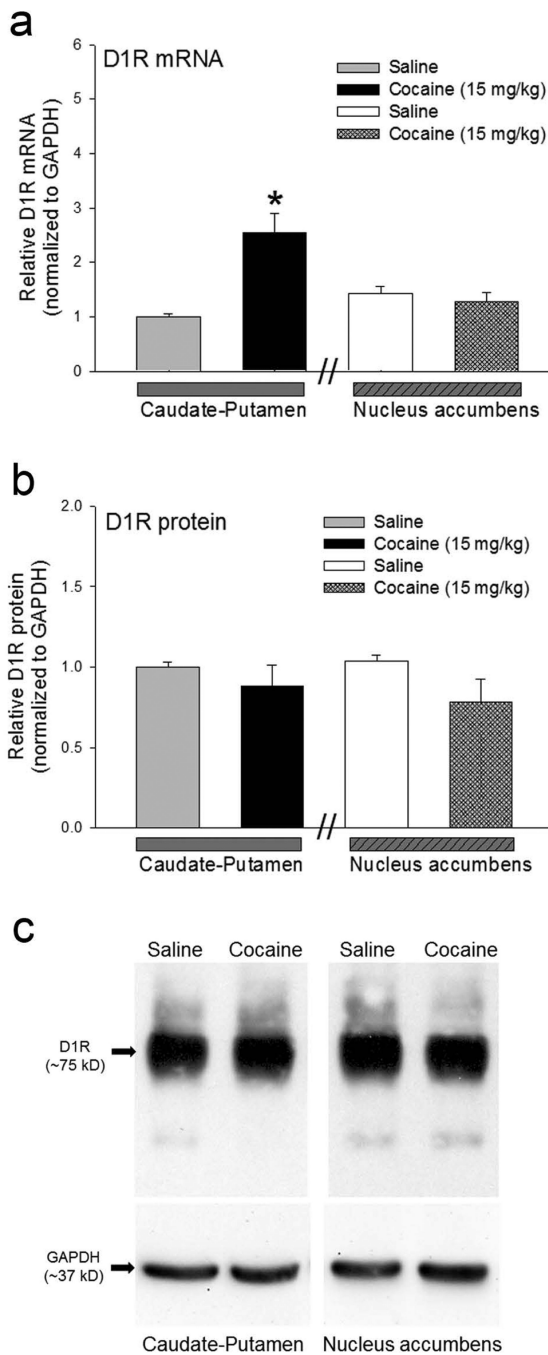 a
D1R mRNA
Saline
Cocaine (15 mg/kg)
Saline
Cocaine (15 mg/kg)
Relative D1R mRNA
(normalized to GAPDH)
6
5
4
3
2
1
0
*
//
Caudate-Putamen
Nucleus accumbens
b
D1R protein
Saline
Cocaine (15 mg/kg)
Saline
Cocaine (15 mg/kg)
Relative D1R protein
(normalized to GAPDH)
2.0
1.5
1.0
0.5
0.0
//
Caudate-Putamen
Nucleus accumbens
c
Saline Cocaine Saline Cocaine
D1R
(~75 kD)
GAPDH
(~37 kD)
Caudate-Putamen Nucleus accumbens